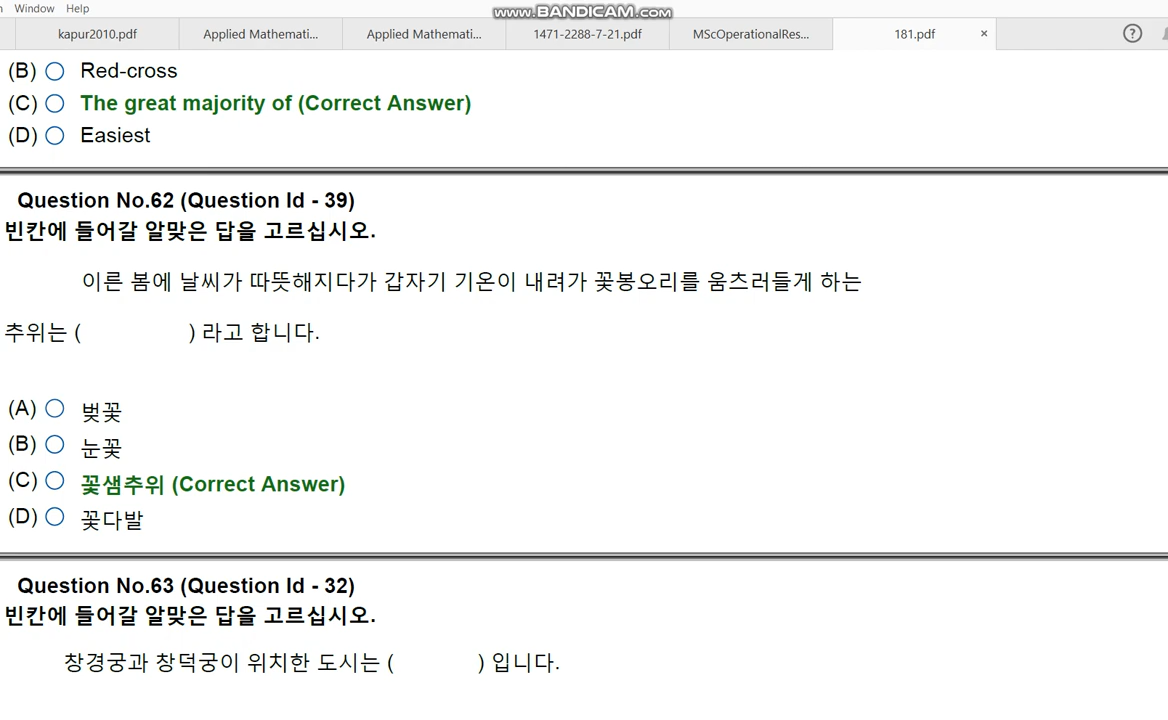 Window Help
www.BANDICAM.com
kapur2010.pdf Applied Mathemati... Applied Mathemati... 1471-2288-7-21.pdf MScOperationalRes... 181.pdf × ?
(B) Red-cross
(C) The great majority of (Correct Answer)
(D) Easiest
Question No.62 (Question Id - 39)
빈칸에 들어갈 알맞은 답을 고르십시오.
이른 봄에 날씨가 따뜻해지다가 갑자기 기온이 내려가 꽃봉오리를 움츠러들게 하는
추위는 ( ) 라고 합니다.
(A) 벚꽃
(B) 눈꽃
(C) 꽃샘추위 (Correct Answer)
(D) 꽃다발
Question No.63 (Question Id - 32)
빈칸에 들어갈 알맞은 답을 고르십시오.
창경궁과 창덕궁이 위치한 도시는 ( ) 입니다.